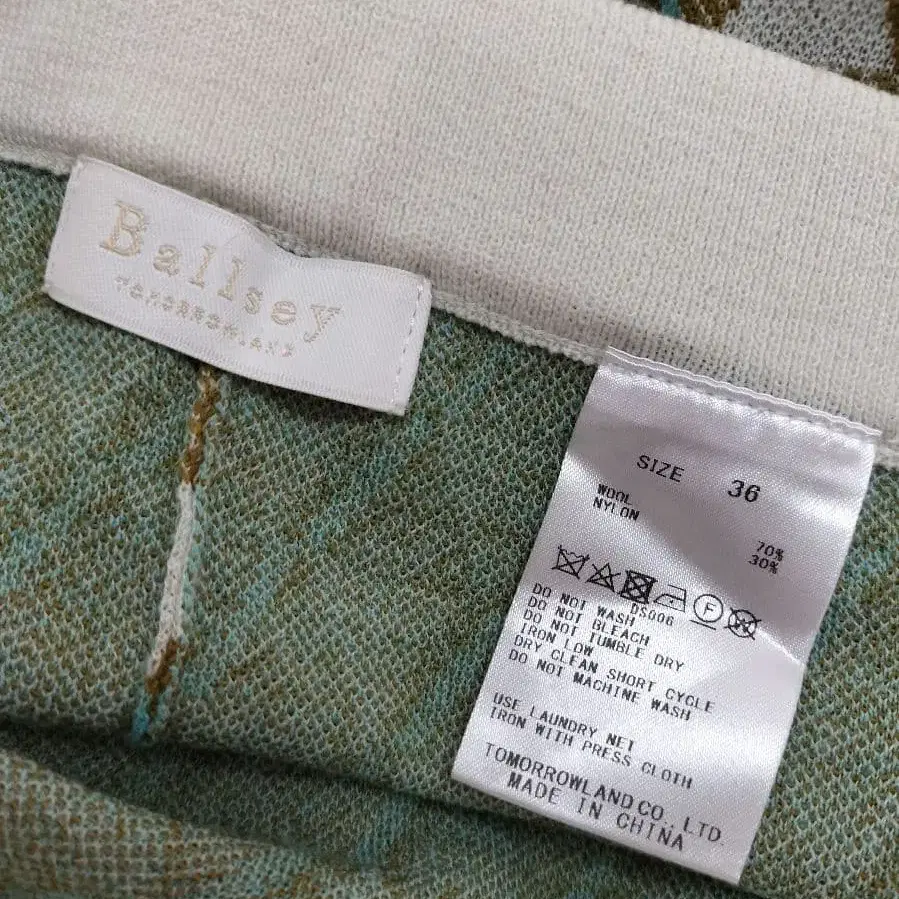 Ballsey
TOMORROWLAND
SIZE 36
WOOL 70%
NYLON 30%
F W
DS006
DO NOT WASH
DO NOT BLEACH
DO NOT TUMBLE DRY
IRON LOW
DRY CLEAN SHORT CYCLE
DO NOT MACHINE WASH
USE LAUNDRY NET
IRON WITH PRESS CLOTH
TOMORROWLAND CO., LTD.
MADE IN CHINA